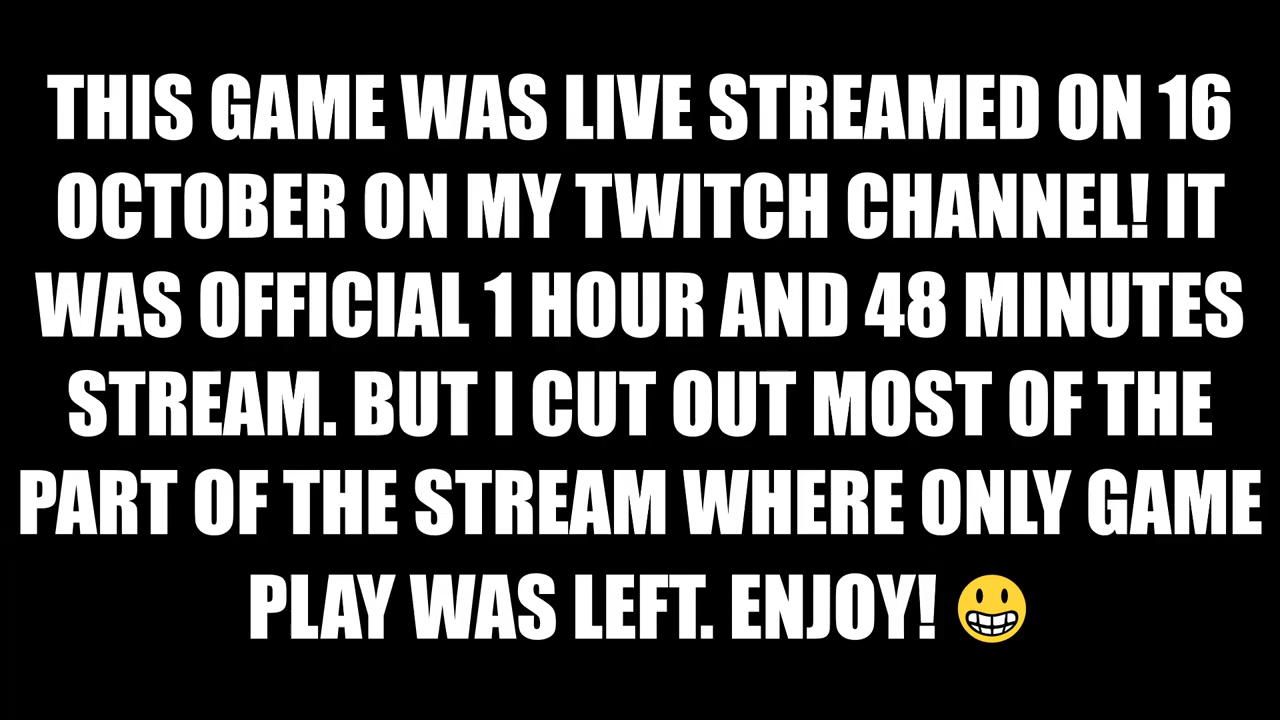 THIS GAME WAS LIVE STREAMED ON 16
OCTOBER ON MY TWITCH CHANNEL! IT
WAS OFFICIAL 1 HOUR AND 48 MINUTES
STREAM. BUT I CUT OUT MOST OF THE
PART OF THE STREAM WHERE ONLY GAME
PLAY WAS LEFT. ENJOY! 😀